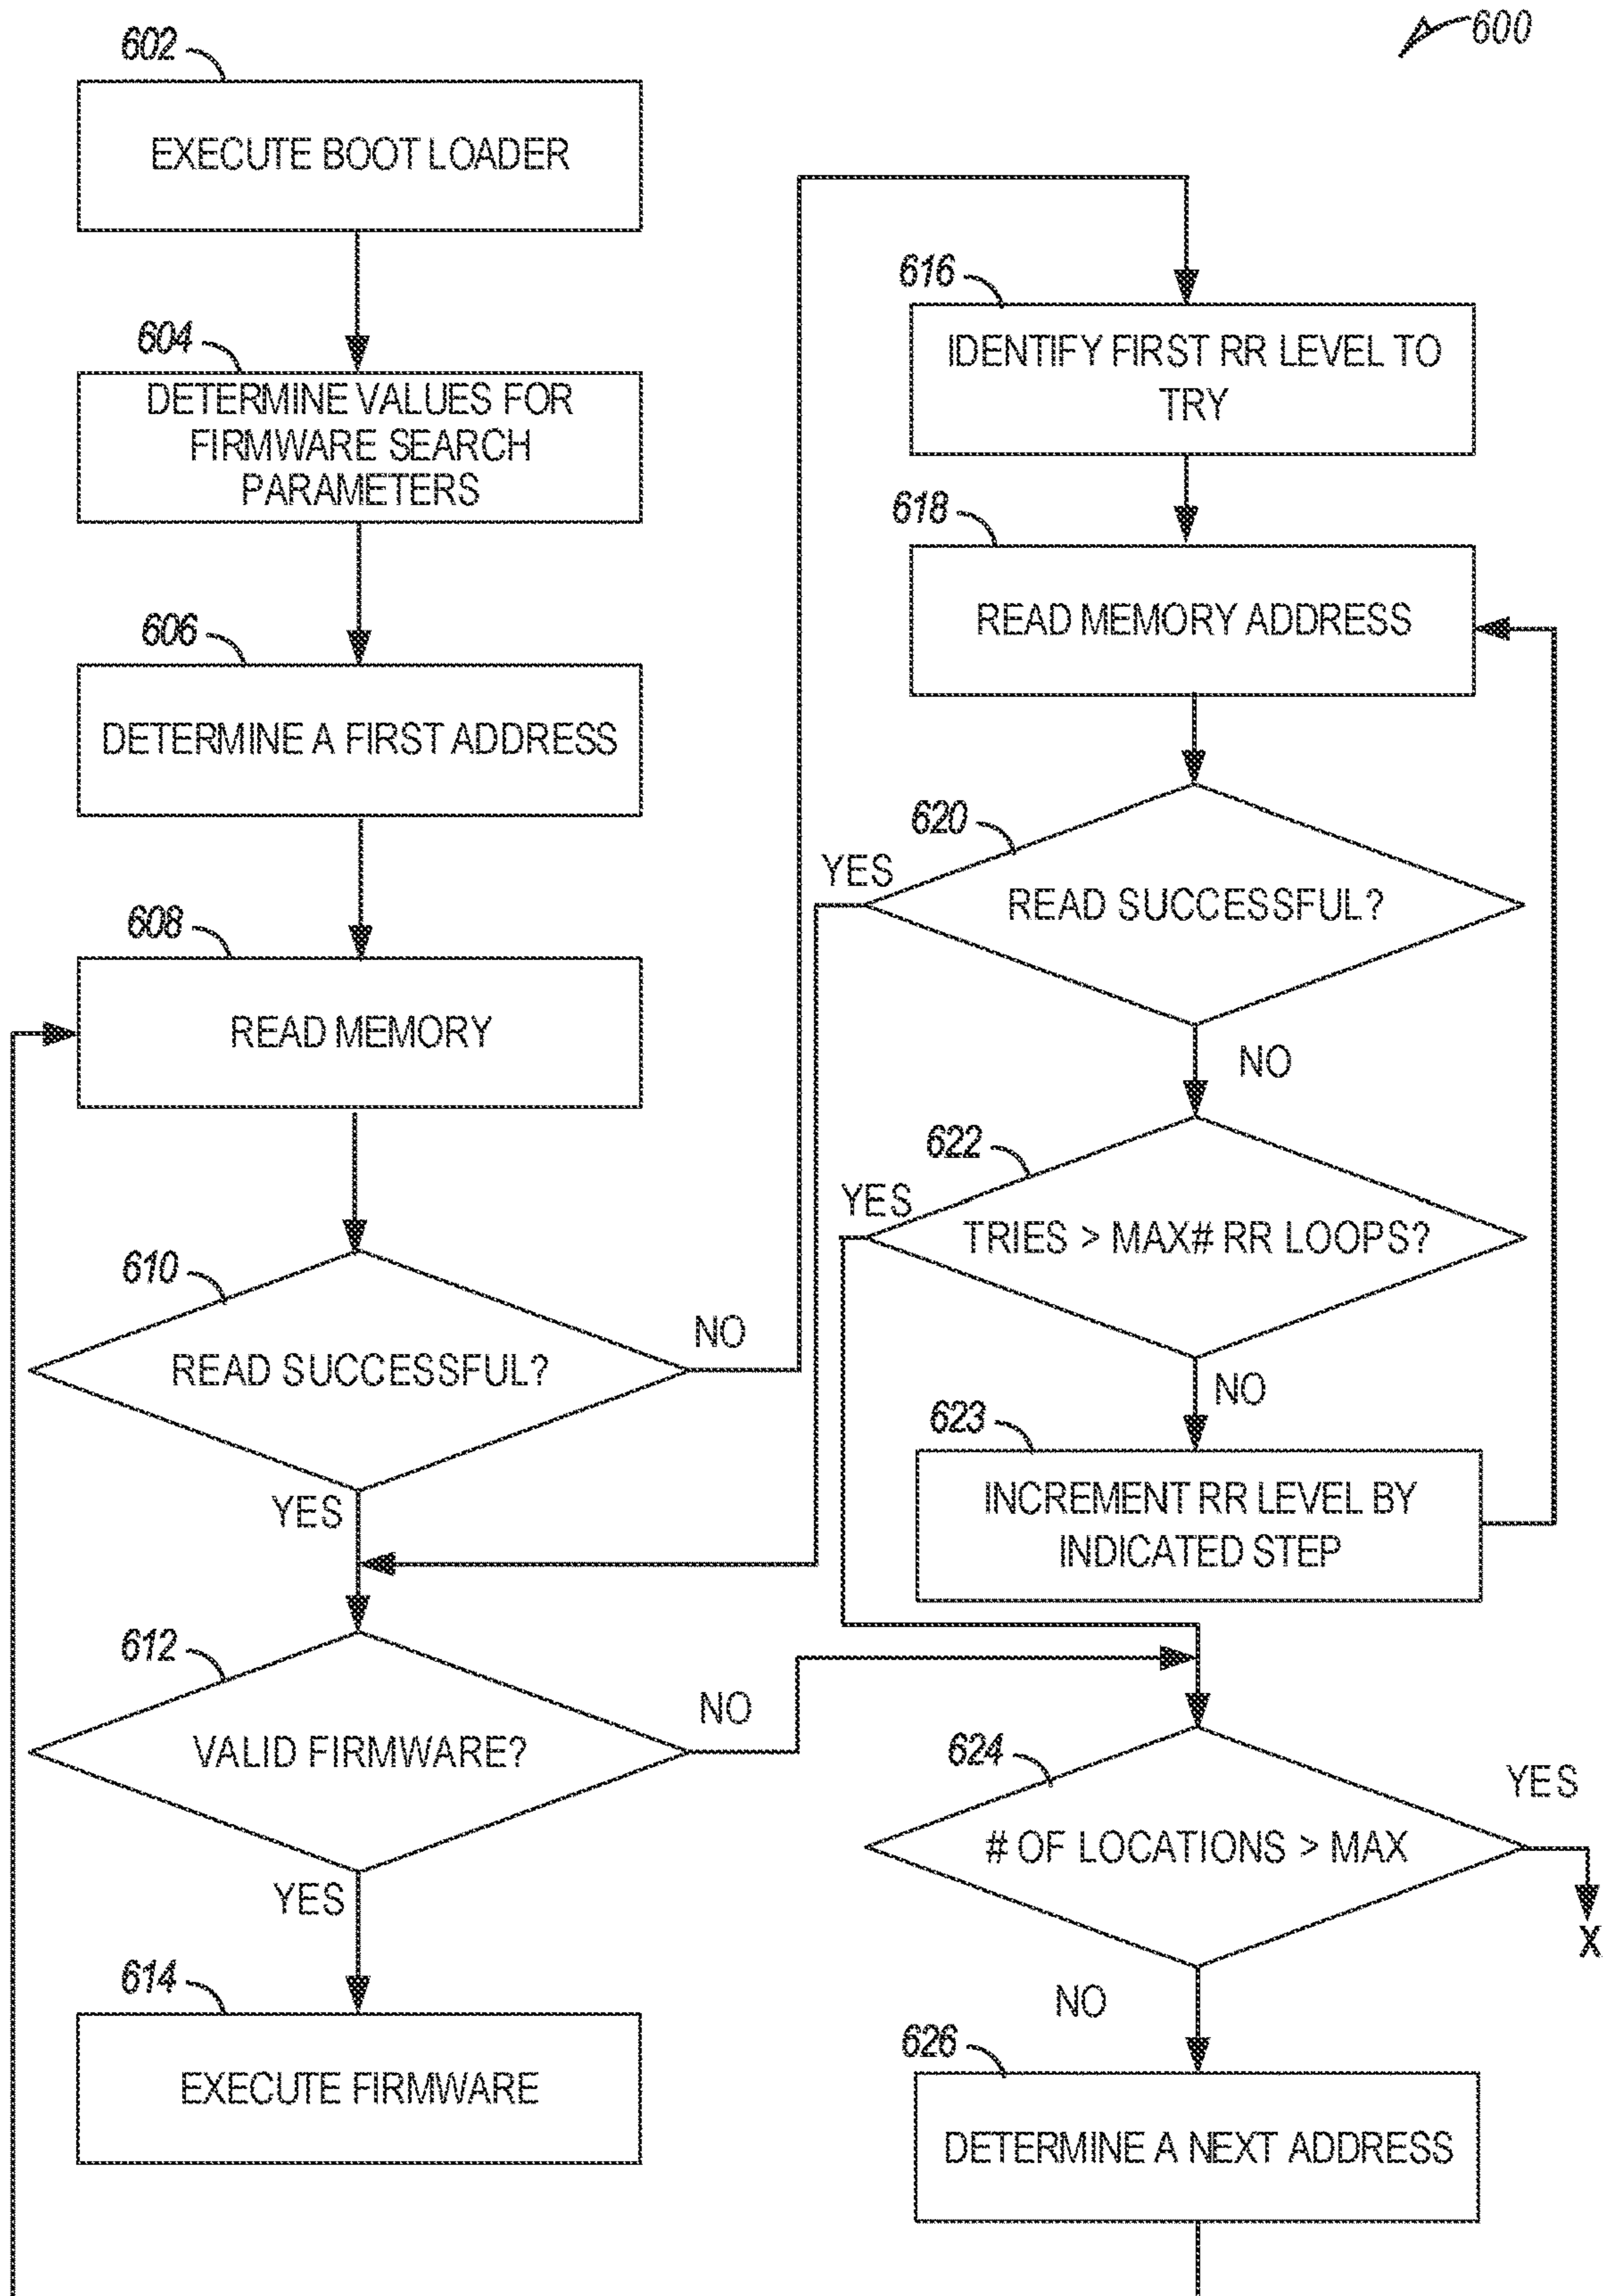 600
602
EXECUTE BOOT LOADER
604
DETERMINE VALUES FOR
FIRMWARE SEARCH
PARAMETERS
606
DETERMINE A FIRST ADDRESS
608
READ MEMORY
610
READ SUCCESSFUL?
NO
YES
612
VALID FIRMWARE?
NO
YES
614
EXECUTE FIRMWARE
616
IDENTIFY FIRST RR LEVEL TO
TRY
618
READ MEMORY ADDRESS
620
YES
READ SUCCESSFUL?
NO
622
YES
TRIES > MAX# RR LOOPS?
NO
623
INCREMENT RR LEVEL BY
INDICATED STEP
624
# OF LOCATIONS > MAX
YES
X
NO
626
DETERMINE A NEXT ADDRESS